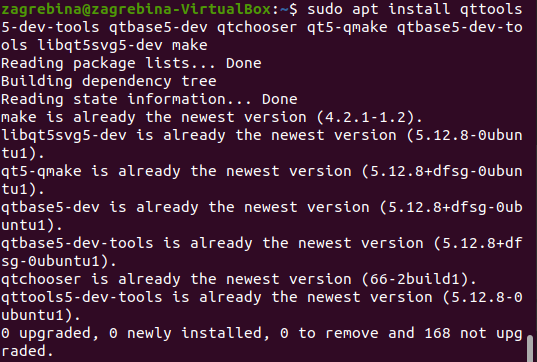 zagrebina@zagrebina-VirtualBox:~$ sudo apt install qttools
5-dev-tools qtbase5-dev qtchooser qt5-qmake qtbase5-dev-to
ols libqt5svg5-dev make
Reading package lists... Done
Building dependency tree
Reading state information... Done
make is already the newest version (4.2.1-1.2).
libqt5svg5-dev is already the newest version (5.12.8-0ubun
tu1).
qt5-qmake is already the newest version (5.12.8+dfsg-0ubun
tu1).
qtbase5-dev is already the newest version (5.12.8+dfsg-0ub
untu1).
qtbase5-dev-tools is already the newest version (5.12.8+df
sg-0ubuntu1).
qtchooser is already the newest version (66-2build1).
qttools5-dev-tools is already the newest version (5.12.8-0
ubuntu1).
0 upgraded, 0 newly installed, 0 to remove and 168 not upg
raded.